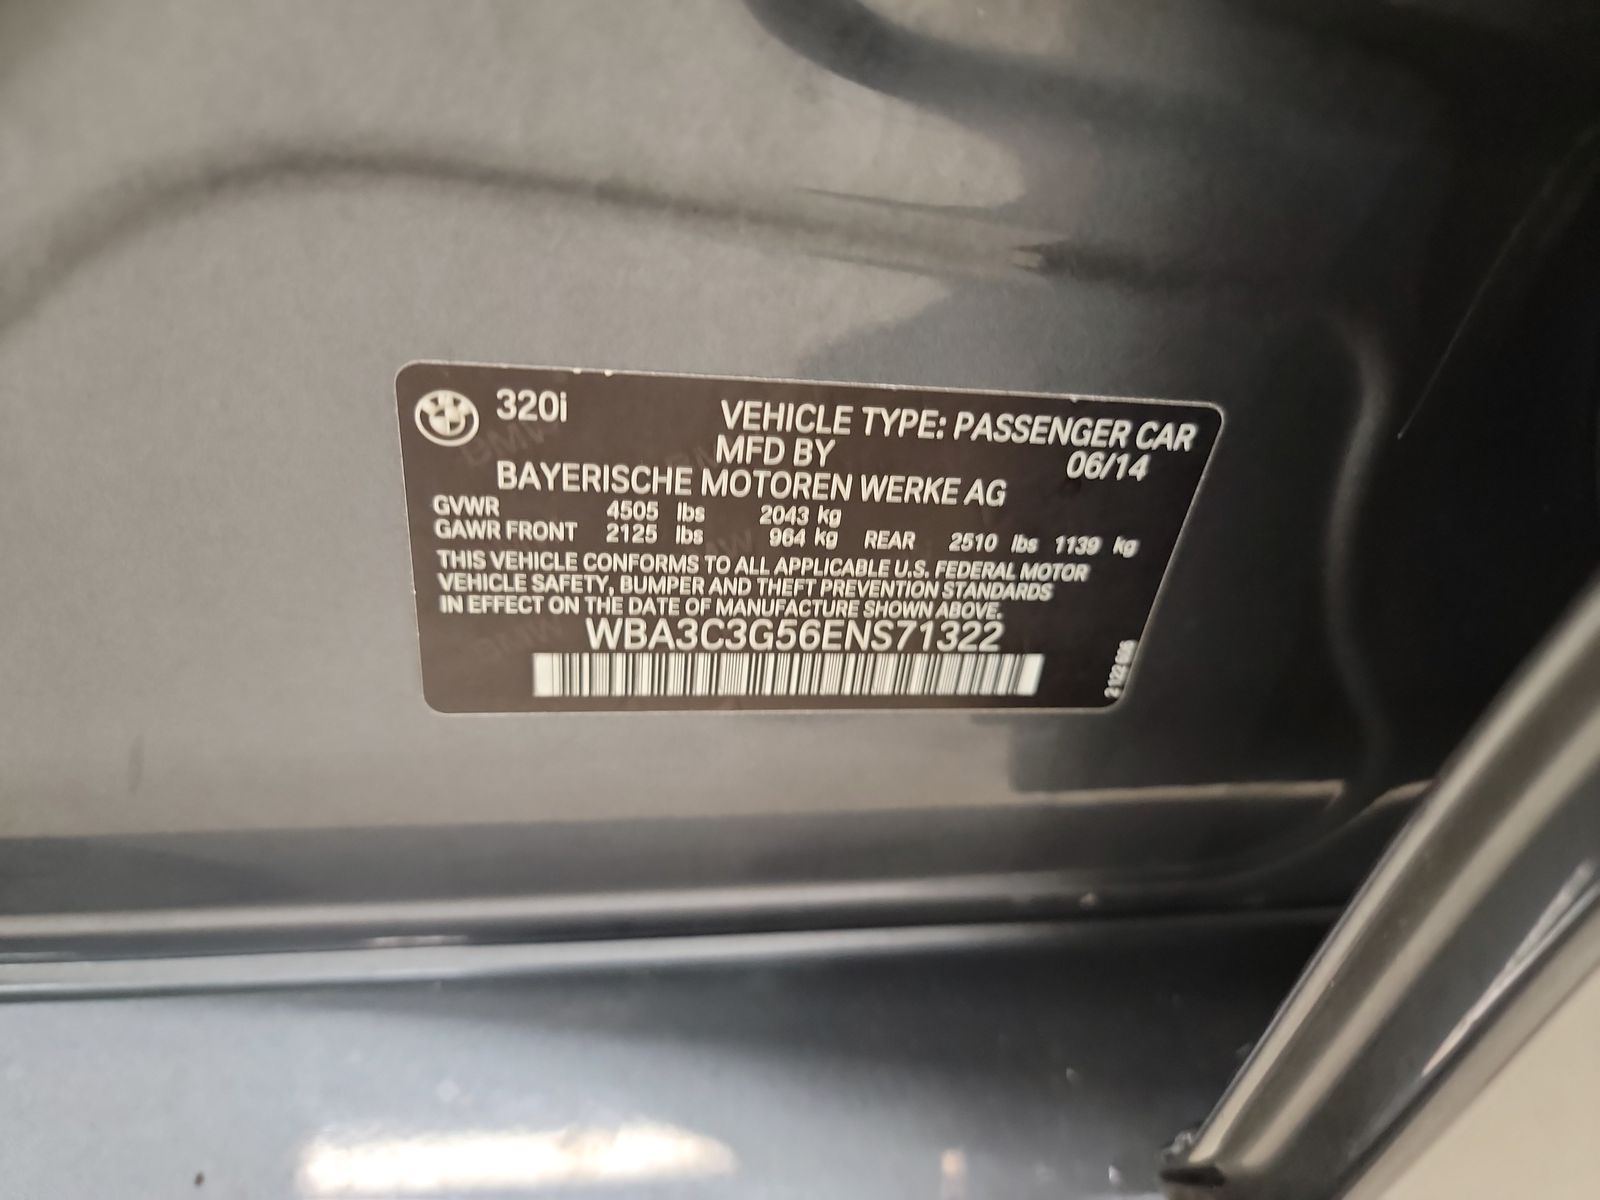 320i
VEHICLE TYPE: PASSENGER CAR
MFD BY 06/14
BAYERISCHE MOTOREN WERKE AG
GVWR 4505 lbs 2043 kg
GAWR FRONT 2125 lbs 964 kg REAR 2510 lbs 1139 kg
THIS VEHICLE CONFORMS TO ALL APPLICABLE U.S. FEDERAL MOTOR
VEHICLE SAFETY, BUMPER AND THEFT PREVENTION STANDARDS
IN EFFECT ON THE DATE OF MANUFACTURE SHOWN ABOVE.
WBA3C3G56ENS71322